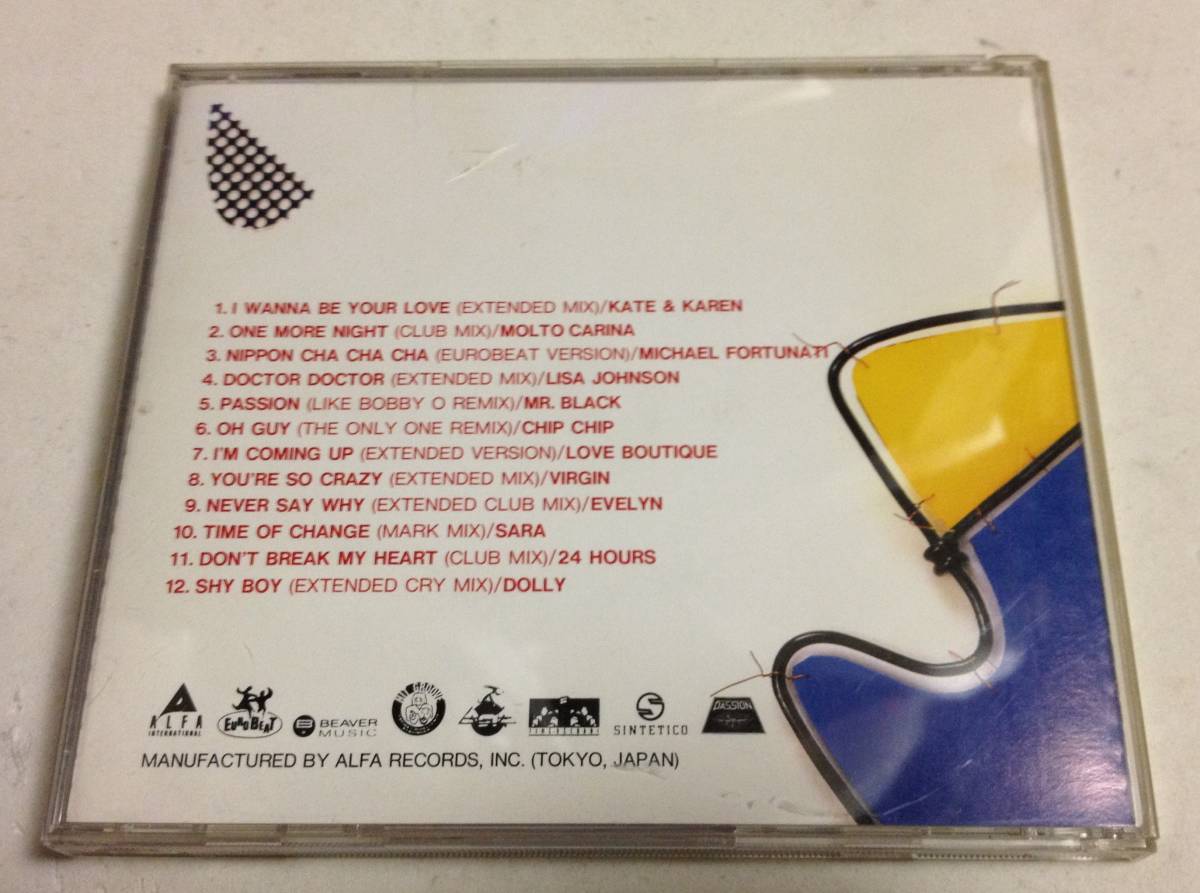 1. I WANNA BE YOUR LOVE (EXTENDED MIX)/KATE & KAREN
2. ONE MORE NIGHT (CLUB MIX)/MOLTO CARINA
3. NIPPON CHA CHA CHA (EUROBEAT VERSION)/MICHAEL FORTUNATI
4. DOCTOR DOCTOR (EXTENDED MIX)/LISA JOHNSON
5. PASSION (LIKE BOBBY O REMIX)/MR. BLACK
6. OH GUY (THE ONLY ONE REMIX)/CHIP CHIP
7. I'M COMING UP (EXTENDED VERSION)/LOVE BOUTIQUE
8. YOU'RE SO CRAZY (EXTENDED MIX)/VIRGIN
9. NEVER SAY WHY (EXTENDED CLUB MIX)/EVELYN
10. TIME OF CHANGE (MARK MIX)/SARA
11. DON'T BREAK MY HEART (CLUB MIX)/24 HOURS
12. SHY BOY (EXTENDED CRY MIX)/DOLLY
ALFA
INTERNATIONAL
EUROBEAT
BEAVER
MUSIC
HIT GROOVE
SINTETICO
PASSION
MANUFACTURED BY ALFA RECORDS, INC. (TOKYO, JAPAN)